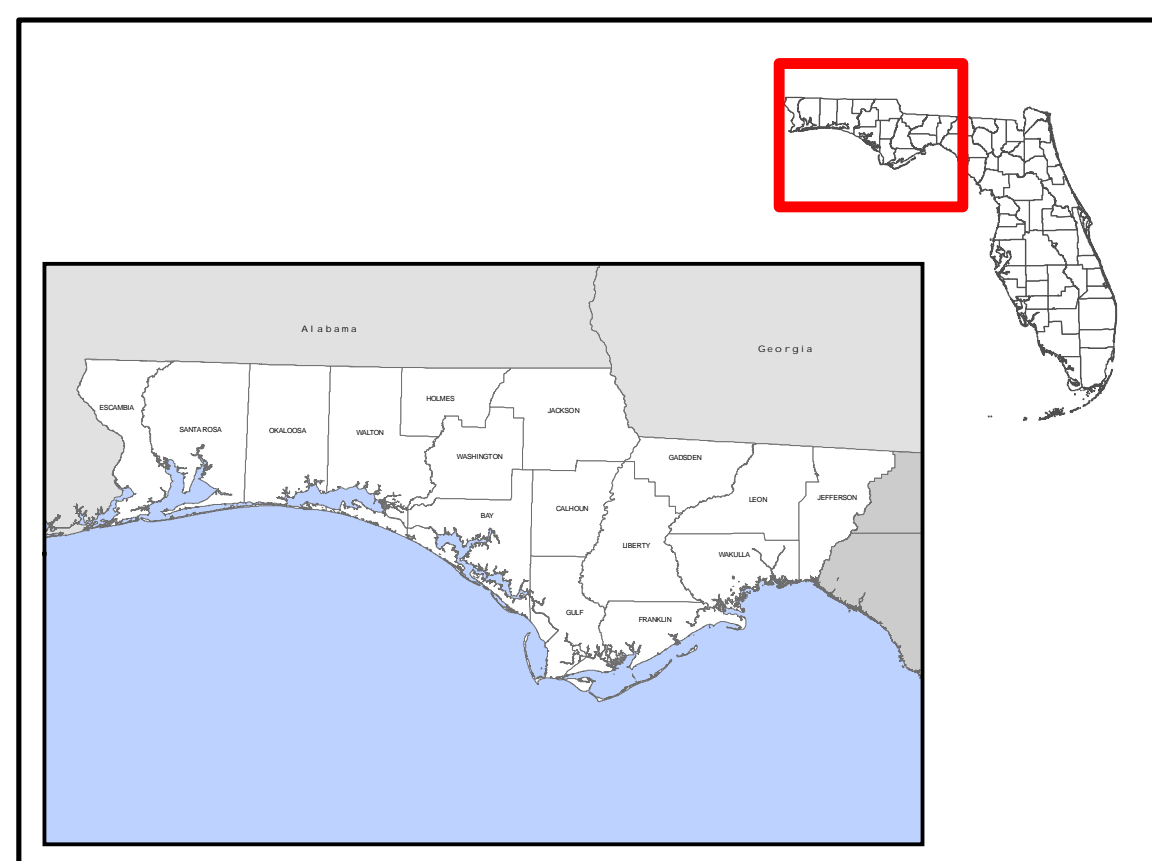 Alabama
Georgia
HOLMES
ESCAMBIA
JACKSON
SANTA ROSA
OKALOOSA
WALTON
WASHINGTON
GADSDEN
LEON
JEFFERSON
CALHOUN
BAY
LIBERTY
WAKULLA
GULF
FRANKLIN